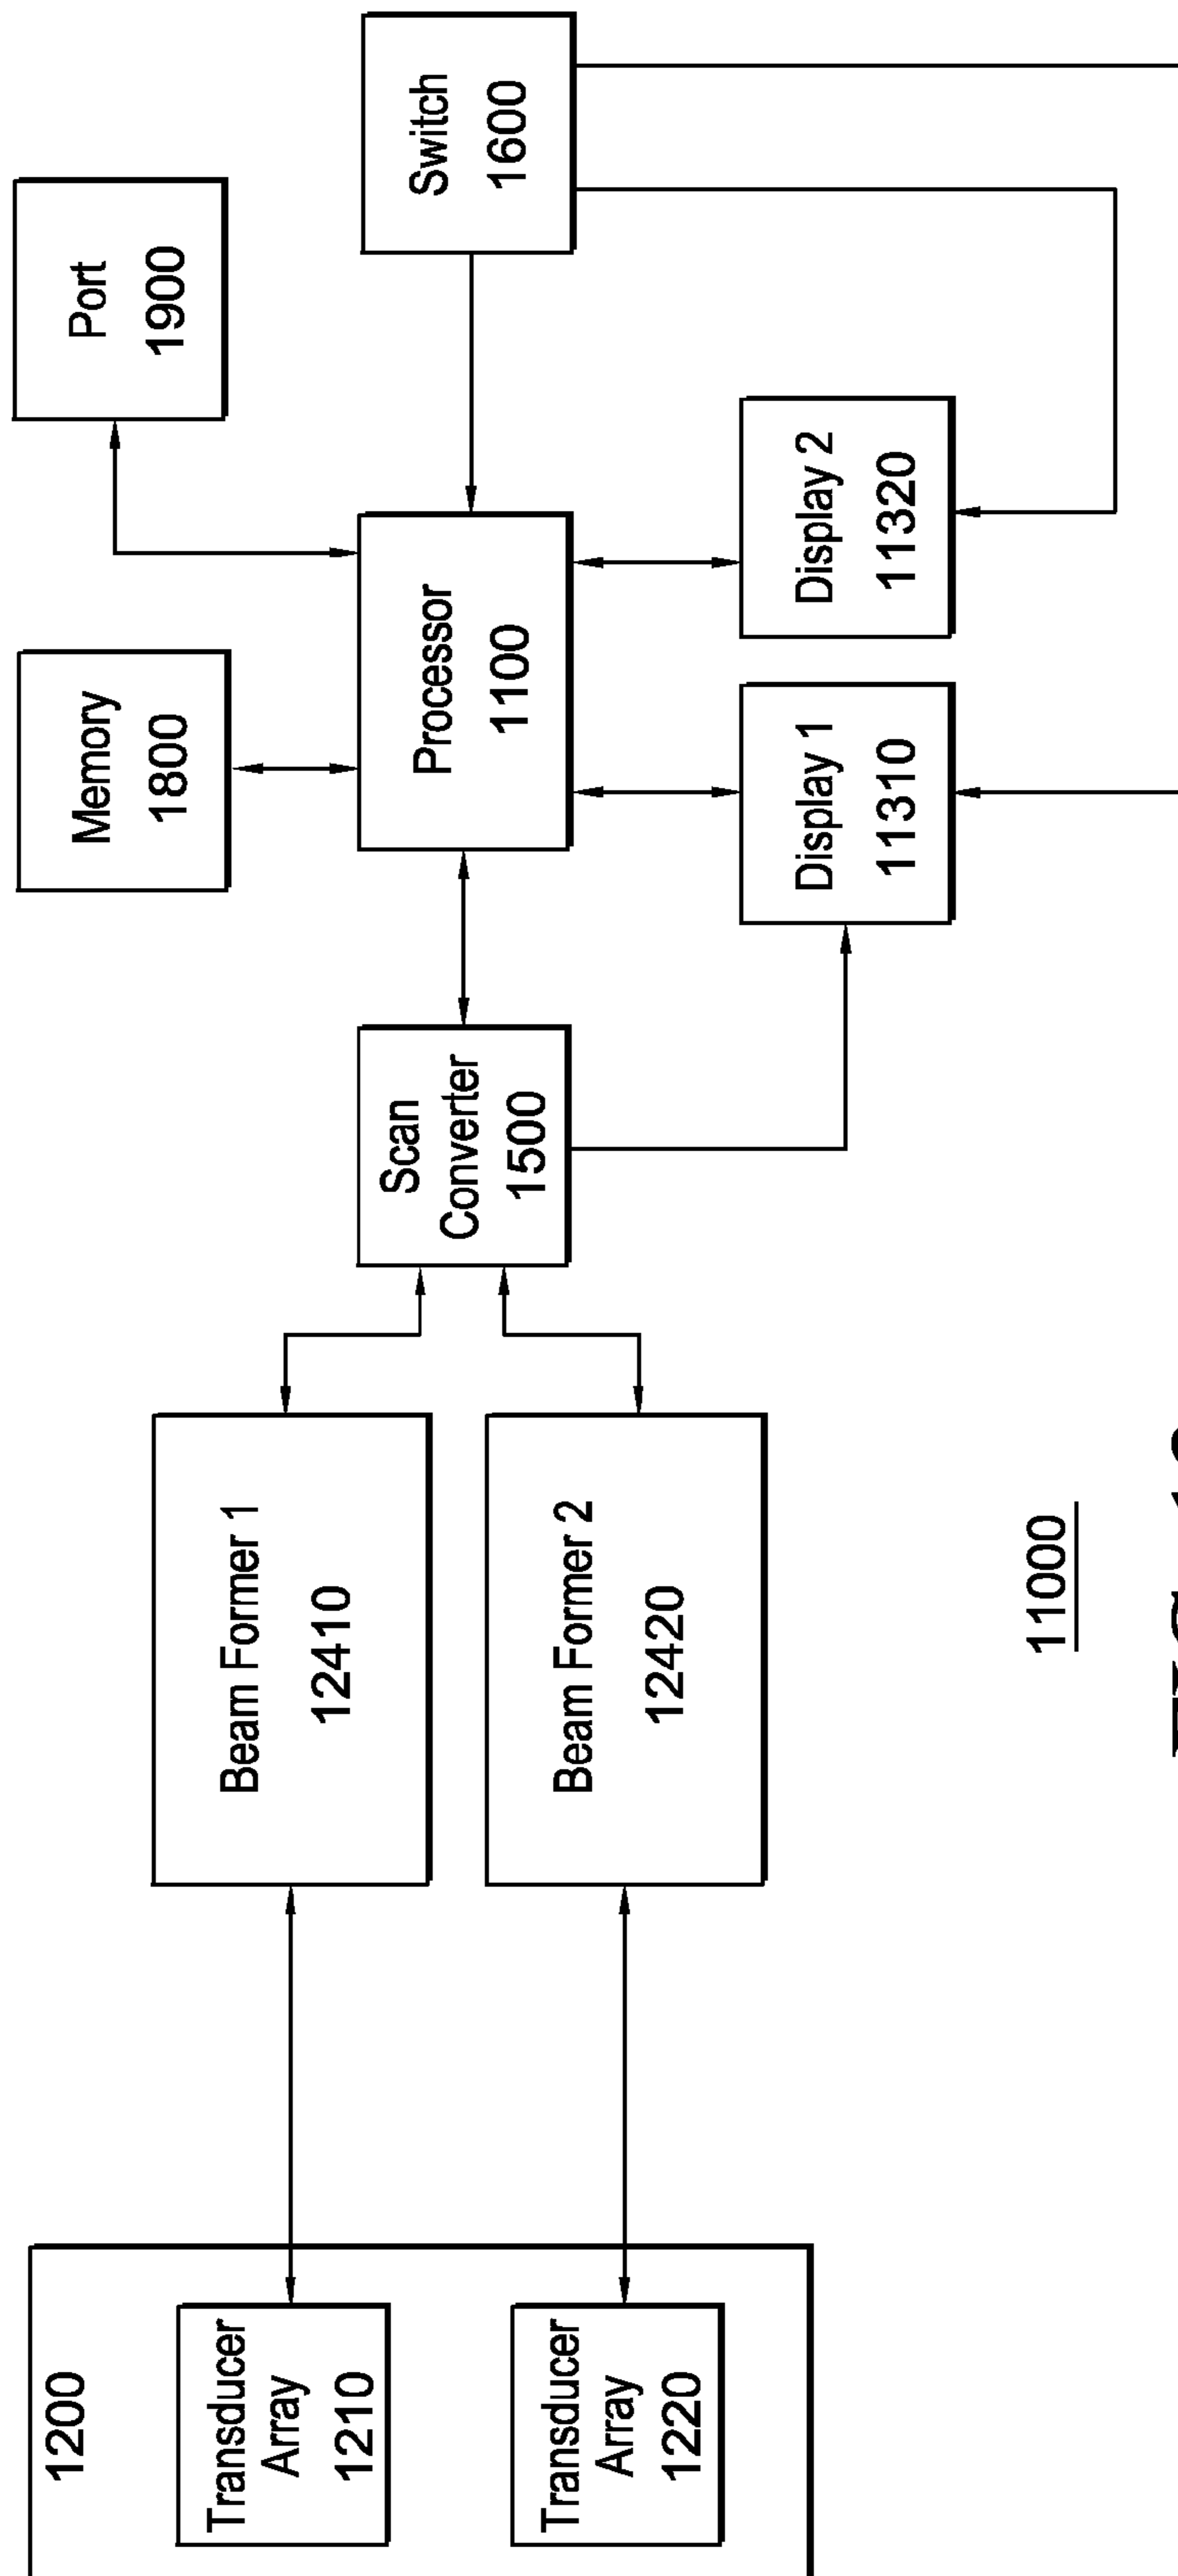 1200
Transducer
Array
1210
Transducer
Array
1220
Beam Former 1
12410
Beam Former 2
12420
Scan
Converter
1500
Memory
1800
Processor
1100
Port
1900
Switch
1600
Display 1
11310
Display 2
11320
11000